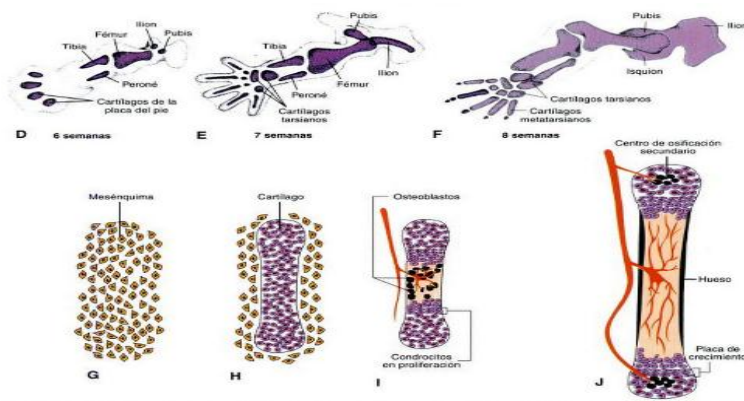 Tibia
Fémur
Ilion
Pubis
Peroné
Cartílagos de la
placa del pie
D
6 semanas
Tibia
Pubis
Ilion
Fémur
Peroné
Cartílagos
tarsianos
E
7 semanas
Pubis
Ilion
Isquion
Cartílagos tarsianos
Cartílagos
metatarsianos
F
8 semanas
Mesénquima
G
Cartílago
H
Osteoblastos
Condrocitos
en proliferación
I
Centro de osificación
secundario
Hueso
Placa de
crecimiento
J